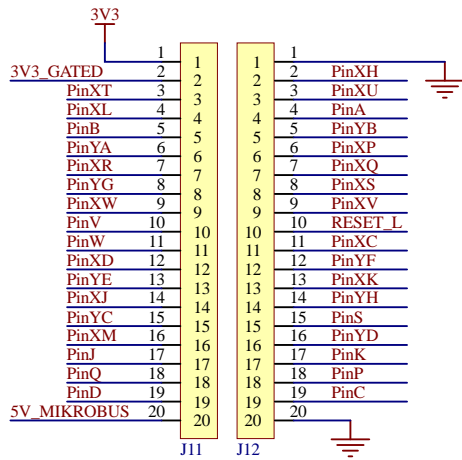 3V3
1 1 1 1
3V3_GATED 2 2 2 2 PinXH
PinXT 3 3 3 3 PinXU
PinXL 4 4 4 4 PinA
PinB 5 5 5 5 PinYB
PinYA 6 6 6 6 PinXP
PinXR 7 7 7 7 PinXQ
PinYG 8 8 8 8 PinXS
PinXW 9 9 9 9 PinXV
PinV 10 10 10 10 RESET_L
PinW 11 11 11 11 PinXC
PinXD 12 12 12 12 PinYF
PinYE 13 13 13 13 PinXK
PinXJ 14 14 14 14 PinYH
PinYC 15 15 15 15 PinS
PinXM 16 16 16 16 PinYD
PinJ 17 17 17 17 PinK
PinQ 18 18 18 18 PinP
PinD 19 19 19 19 PinC
5V_MIKROBUS 20 20 20 20
J11 J12